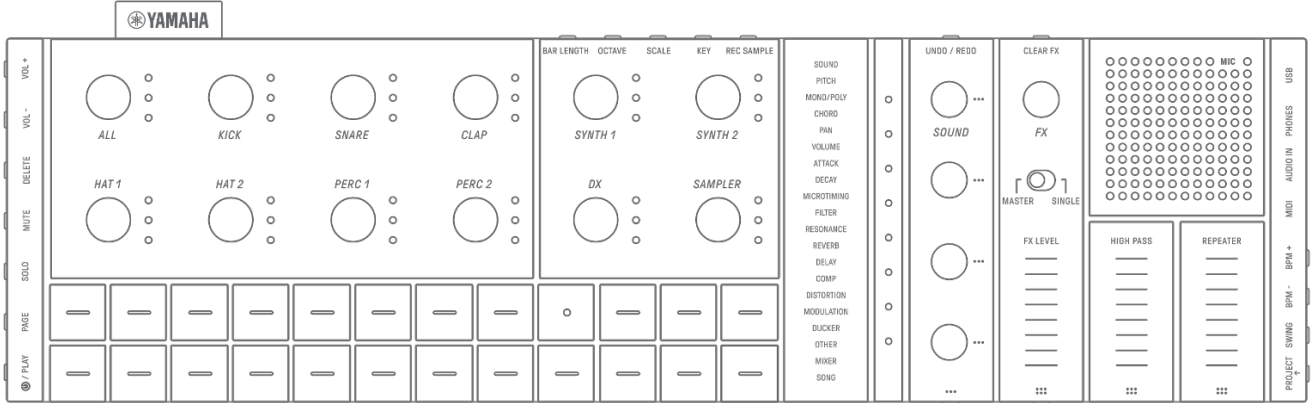 YAMAHA
VOL +
VOL -
DELETE
MUTE
SOLO
PAGE
/ PLAY
ALL
KICK
SNARE
CLAP
HAT 1
HAT 2
PERC 1
PERC 2
BAR LENGTH
OCTAVE
SCALE
KEY
REC SAMPLE
SYNTH 1
SYNTH 2
DX
SAMPLER
SOUND
PITCH
MONO/POLY
CHORD
PAN
VOLUME
ATTACK
DECAY
MICROTIMING
FILTER
RESONANCE
REVERB
DELAY
COMP
DISTORTION
MODULATION
DUCKER
OTHER
MIXER
SONG
UNDO / REDO
SOUND
CLEAR FX
FX
MASTER
SINGLE
FX LEVEL
MIC
HIGH PASS
REPEATER
USB
PHONES
AUDIO IN
MIDI
BPM +
BPM -
SWING
PROJECT